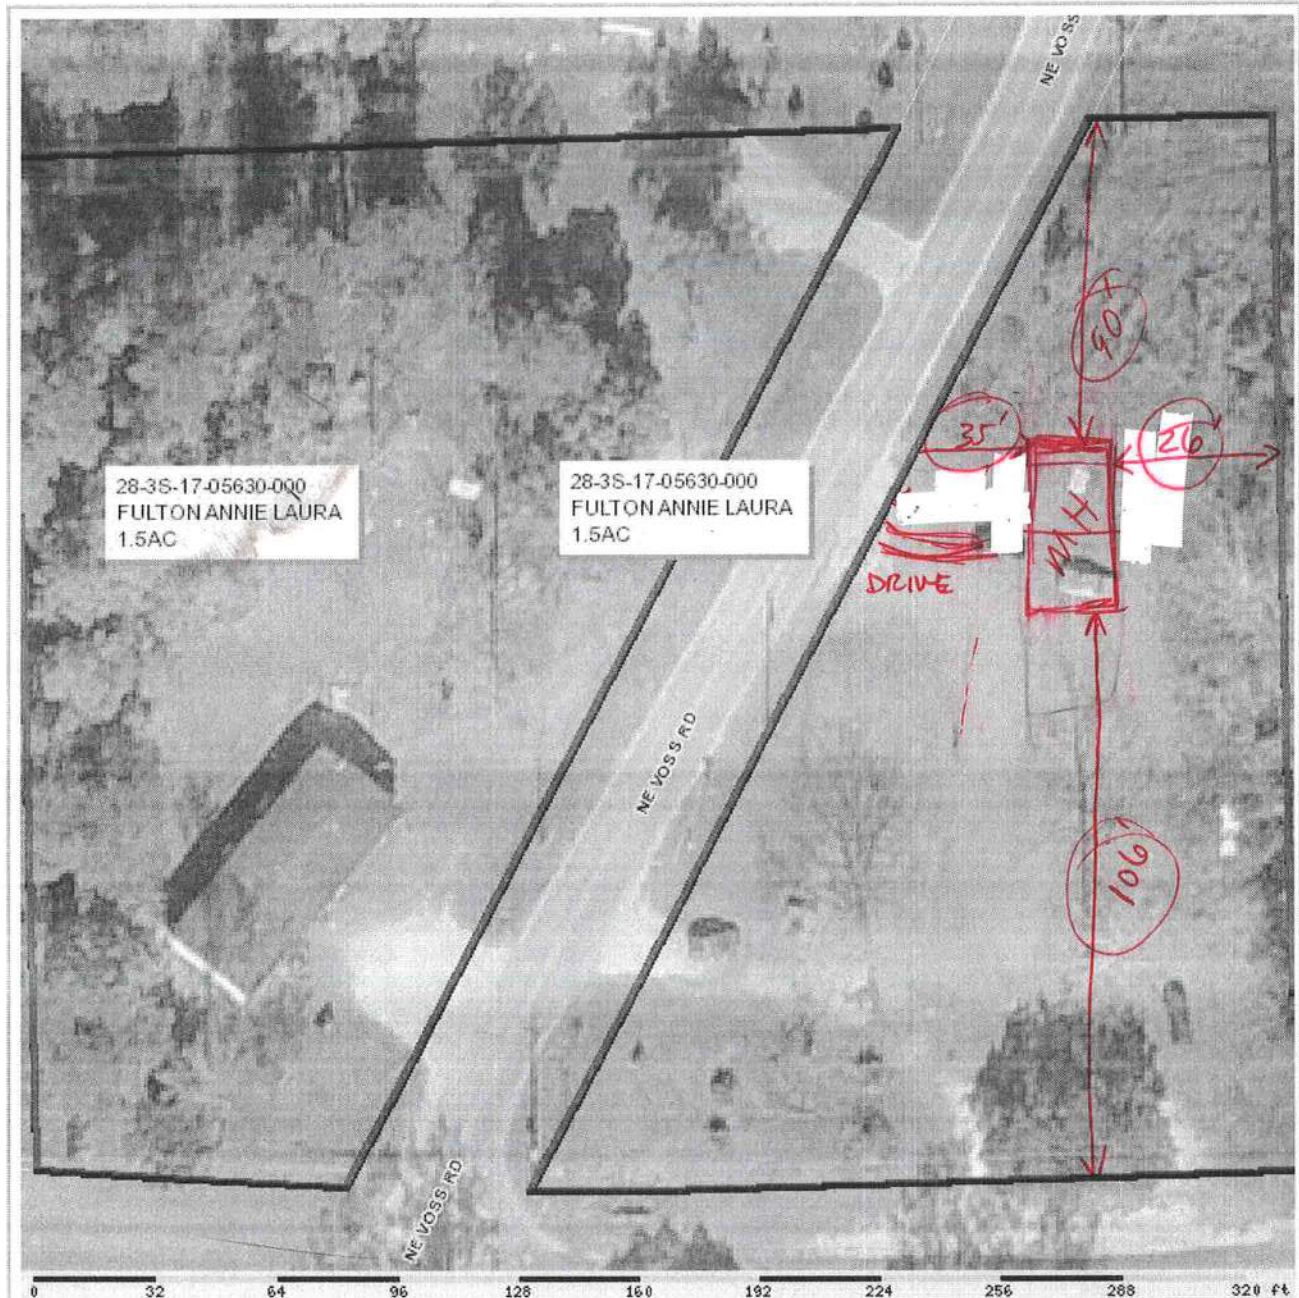 NE VOSS
90
35'
26'
28-3S-17-05630-000
FULTON ANNIE LAURA
1.5AC
28-3S-17-05630-000
FULTON ANNIE LAURA
1.5AC
MH
DRIVE
NE VOSS RD
106'
NE VOSS RD
0 32 64 96 128 160 192 224 256 288 320 ft